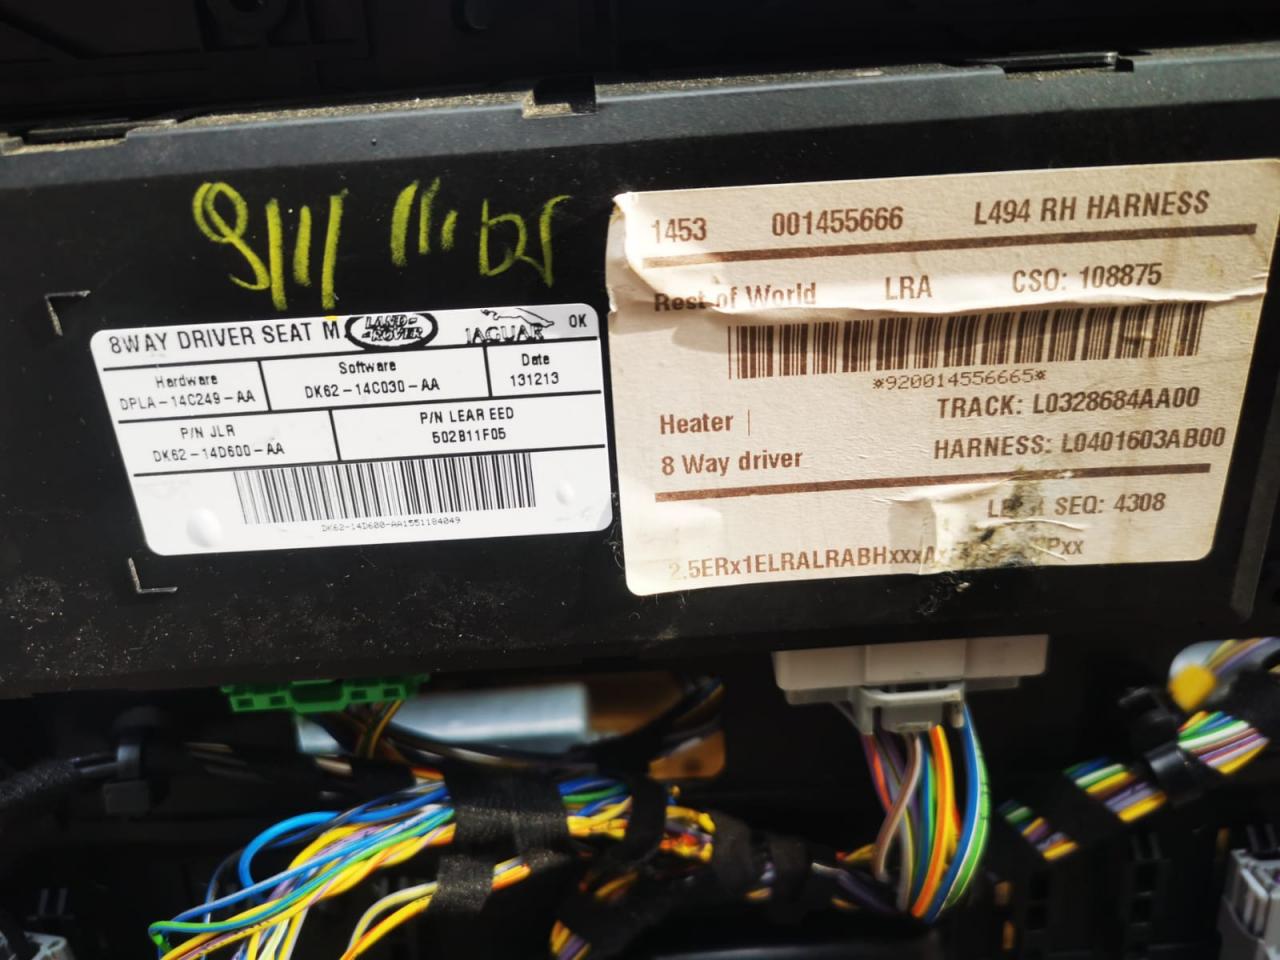 8WAY DRIVER SEAT M LAND-ROVER JAGUAR OK
Hardware Software Date
DPLA-14C249-AA DK62-14C030-AA 131213
P/N JLR P/N LEAR EED
DK62-14D600-AA 502B11F05
DK62-14D600-AA1551184049
1453 001455666 L494 RH HARNESS
Rest of World LRA CSO: 108875
*920014556665*
TRACK: L0328684AA00
Heater
HARNESS: L0401603AB00
8 Way driver
SEQ: 4308
2.5ERx1ELRALRABHxxxA